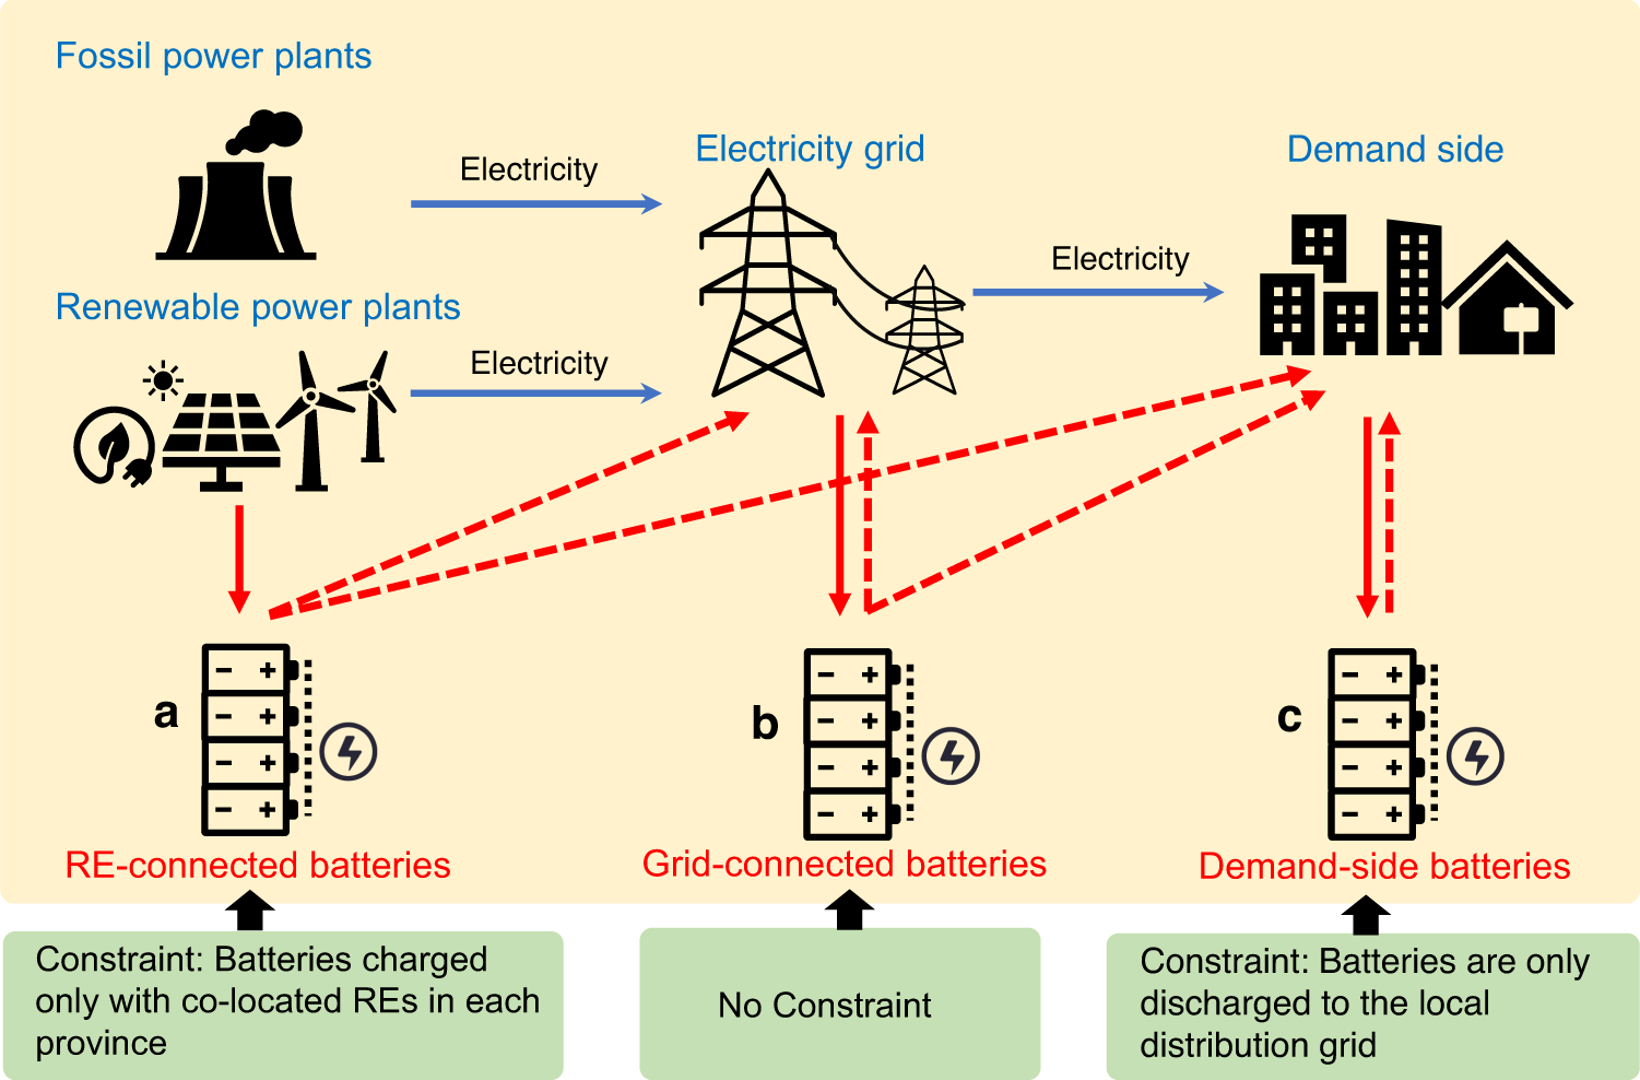 Fossil power plants
Electricity
Electricity grid
Demand side
Electricity
Renewable power plants
Electricity
a
b
c
RE-connected batteries
Grid-connected batteries
Demand-side batteries
Constraint: Batteries charged
only with co-located REs in each
province
No Constraint
Constraint: Batteries are only
discharged to the local
distribution grid